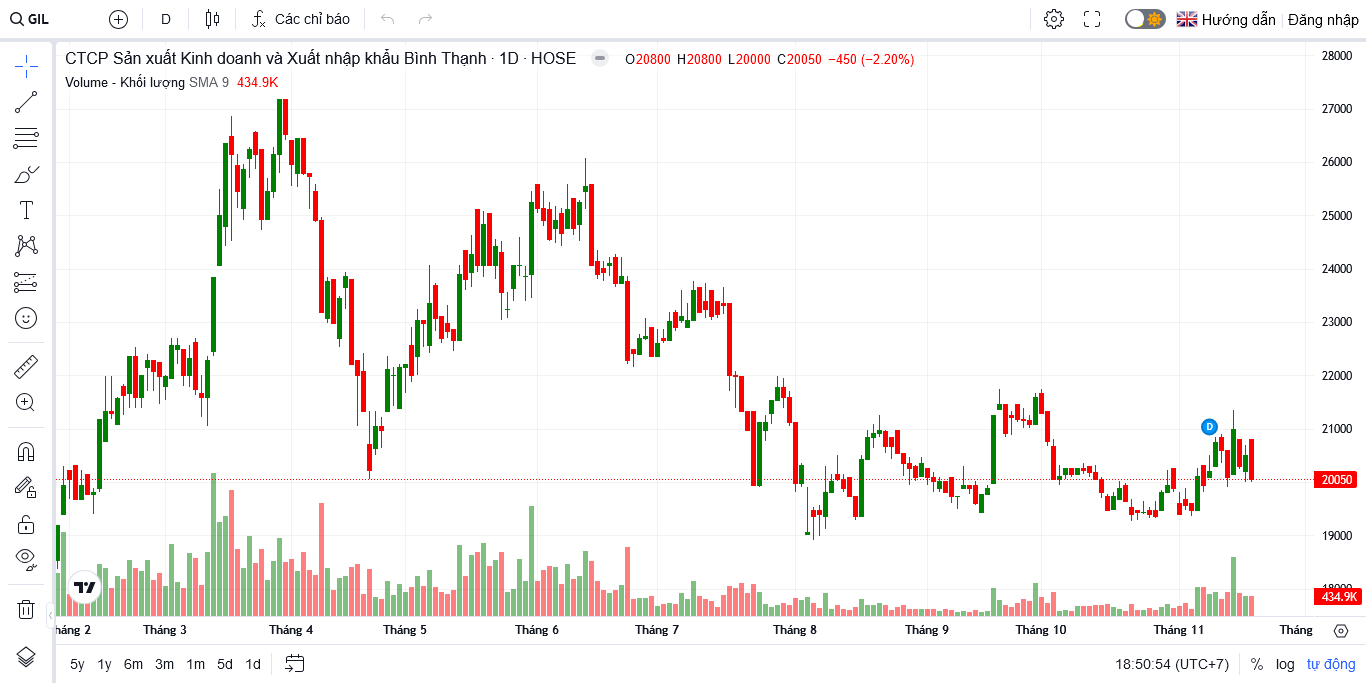 GIL D Các chỉ báo Hướng dẫn Đăng nhập
CTCP Sản xuất Kinh doanh và Xuất nhập khẩu Bình Thạnh · 1D · HOSE O20800 H20800 L20000 C20050 −450 (−2.20%)
Volume - Khối lượng SMA 9 434.9K
28000
27000
26000
25000
24000
23000
22000
21000
D
20050
19000
18000
434.9K
háng 2 Tháng 3 Tháng 4 Tháng 5 Tháng 6 Tháng 7 Tháng 8 Tháng 9 Tháng 10 Tháng 11 Tháng
5y 1y 6m 3m 1m 5d 1d 18:50:54 (UTC+7) % log tự động